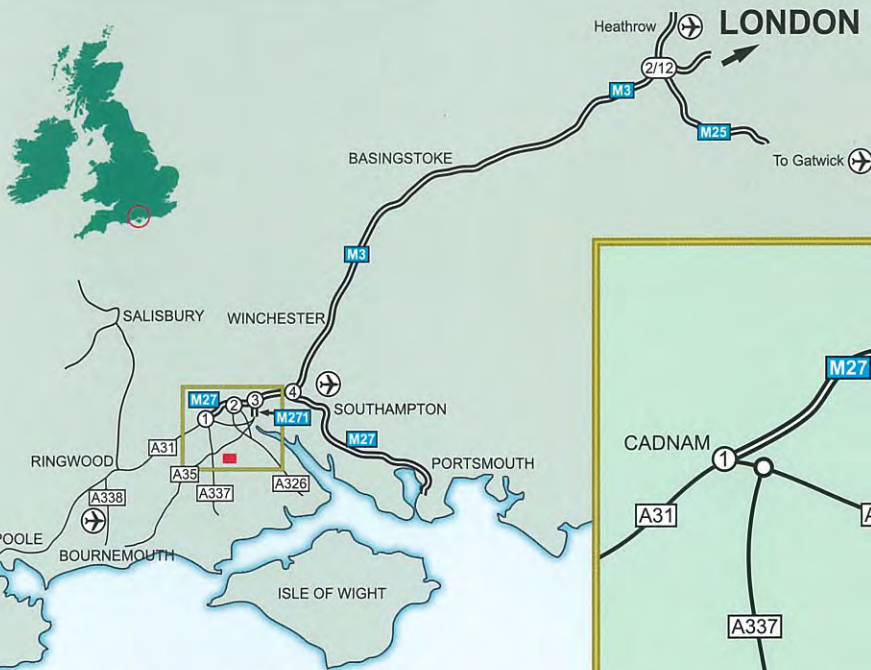 Heathrow
LONDON
2/12
M3
M25
BASINGSTOKE
To Gatwick
M3
SALISBURY
WINCHESTER
M27
1
2
3
4
M271
SOUTHAMPTON
M27
A31
RINGWOOD
A35
A338
A337
A326
PORTSMOUTH
POOLE
BOURNEMOUTH
ISLE OF WIGHT
M27
CADNAM
1
A31
A337